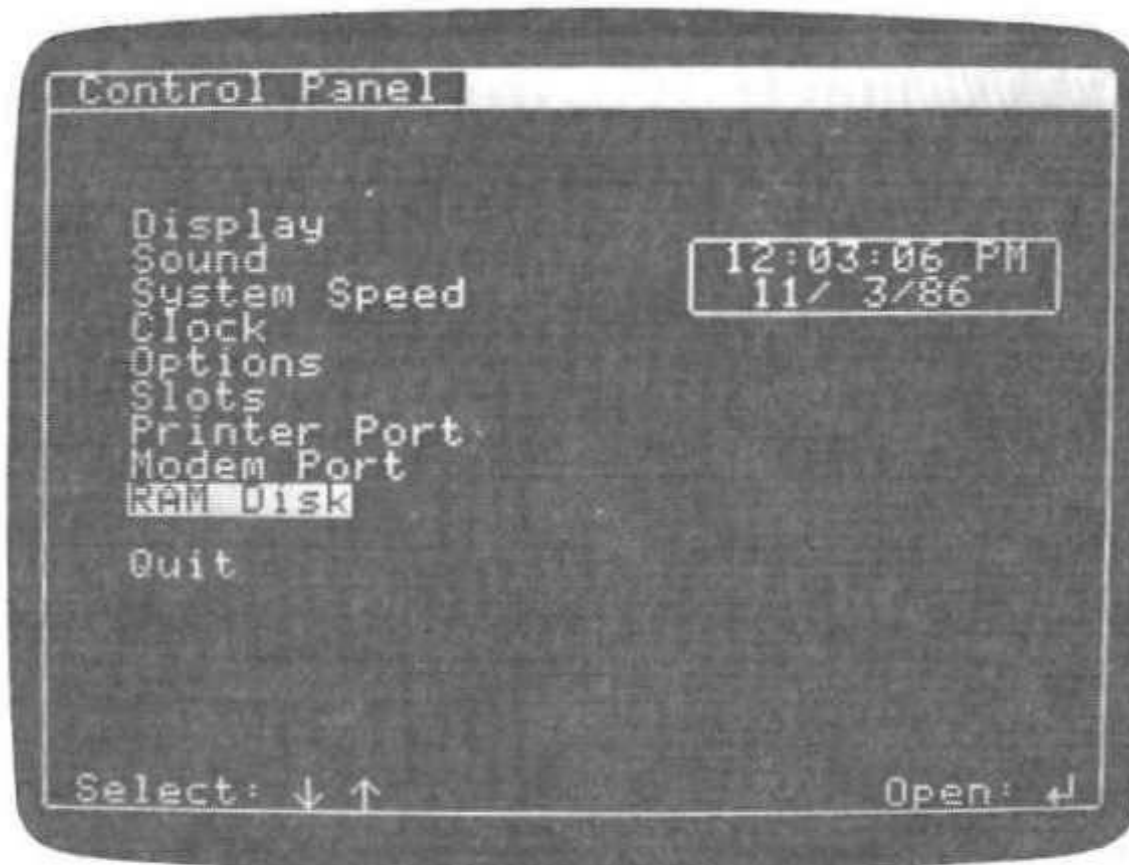 Control Panel
Display
Sound
System Speed
Clock
Options
Slots
Printer Port
Modem Port
RAM Disk
Quit
12:03:06 PM
11/ 3/86
Select: ↓ ↑
Open: ↵